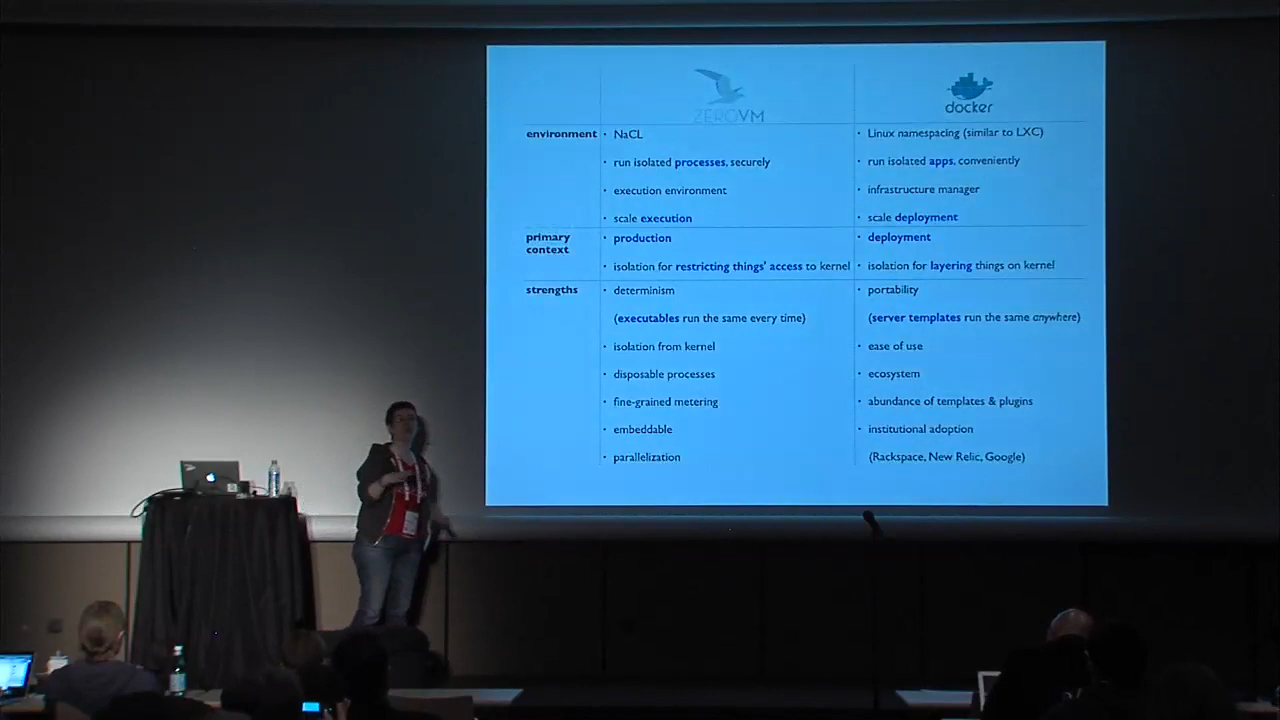 ZEROVM
docker
environment
• NaCL
• run isolated processes, securely
• execution environment
• scale execution
• Linux namespacing (similar to LXC)
• run isolated apps, conveniently
• infrastructure manager
• scale deployment
primary
context
• production
• isolation for restricting things' access to kernel
• deployment
• isolation for layering things on kernel
strengths
• determinism
(executables run the same every time)
• isolation from kernel
• disposable processes
• fine-grained metering
• embeddable
• parallelization
• portability
(server templates run the same anywhere)
• ease of use
• ecosystem
• abundance of templates & plugins
• institutional adoption
(Rackspace, New Relic, Google)